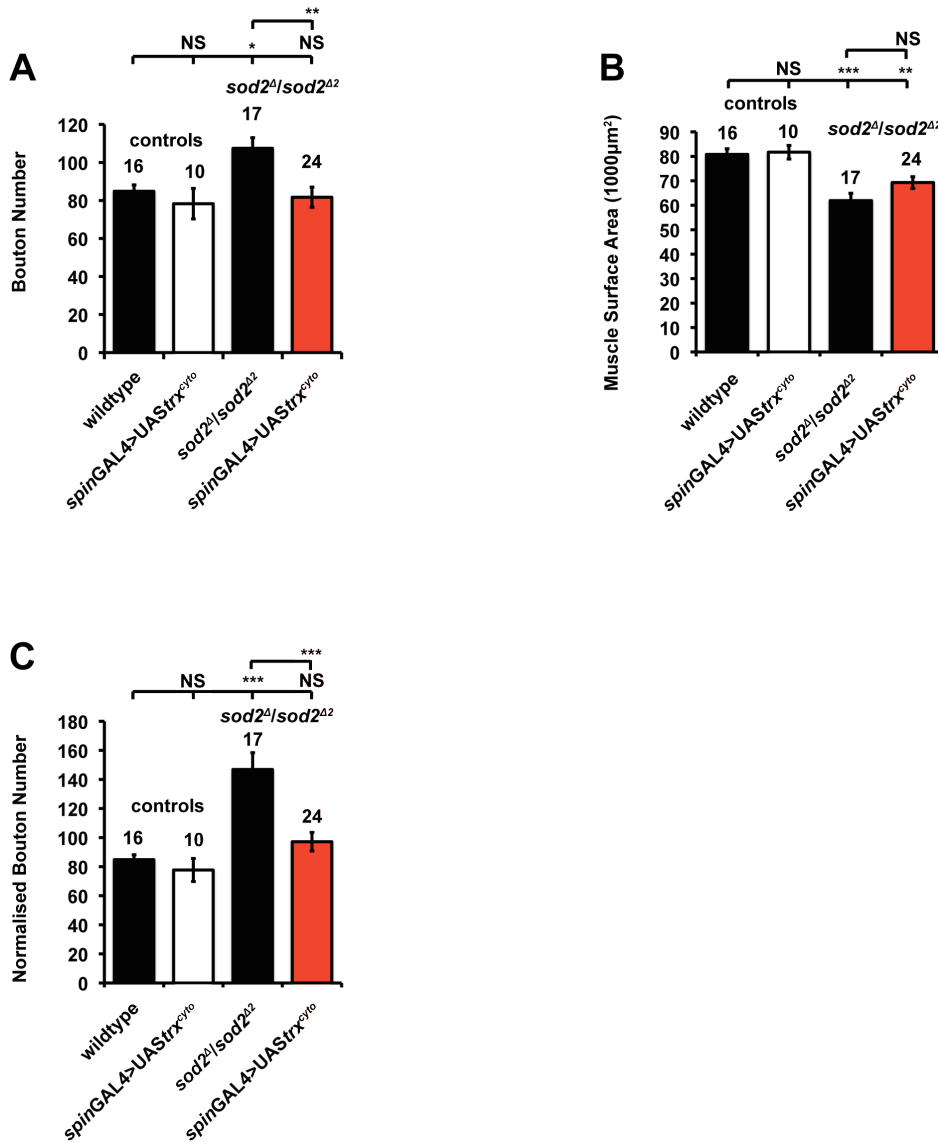 A
**
NS * NS
sod2Δ/sod2Δ2
controls
16 10 17 24
Bouton Number
120
100
80
60
40
20
0
wildtype
spinGAL4>UAStrxcyto
sod2Δ/sod2Δ2
spinGAL4>UAStrxcyto
B
NS
NS *** **
controls
sod2Δ/sod2Δ2
16 10 17 24
Muscle Surface Area (1000µm²)
90
80
70
60
50
40
30
20
10
0
wildtype
spinGAL4>UAStrxcyto
sod2Δ/sod2Δ2
spinGAL4>UAStrxcyto
C
***
NS *** NS
sod2Δ/sod2Δ2
controls
16 10 17 24
Normalised Bouton Number
180
160
140
120
100
80
60
40
20
0
wildtype
spinGAL4>UAStrxcyto
sod2Δ/sod2Δ2
spinGAL4>UAStrxcyto